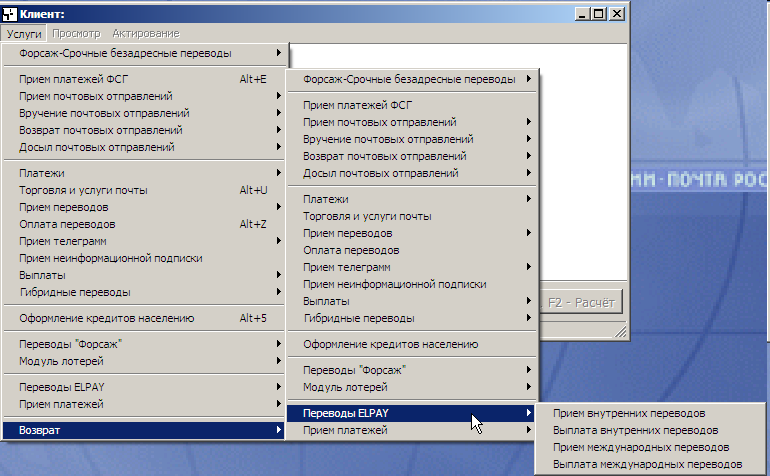 Клиент:
Услуги Просмотр Актирование
Форсаж-Срочные безадресные переводы
Прием платежей ФСГ Alt+E
Прием почтовых отправлений
Вручение почтовых отправлений
Возврат почтовых отправлений
Досыл почтовых отправлений
Платежи
Торговля и услуги почты Alt+U
Прием переводов
Оплата переводов Alt+Z
Прием телеграмм
Прием неинформационной подписки
Выплаты
Гибридные переводы
Оформление кредитов населению Alt+5
Переводы "Форсаж"
Модуль лотерей
Переводы ELPAY
Прием платежей
Возврат
Форсаж-Срочные безадресные переводы
Прием платежей ФСГ
Прием почтовых отправлений
Вручение почтовых отправлений
Возврат почтовых отправлений
Досыл почтовых отправлений
Платежи
Торговля и услуги почты
Прием переводов
Оплата переводов
Прием телеграмм
Прием неинформационной подписки
Выплаты
Гибридные переводы
Оформление кредитов населению
Переводы "Форсаж"
Модуль лотерей
Переводы ELPAY
Прием платежей
Прием внутренних переводов
Выплата внутренних переводов
Прием международных переводов
Выплата международных переводов
F2 - Расчёт
ИИ · ПОЧТА РОС